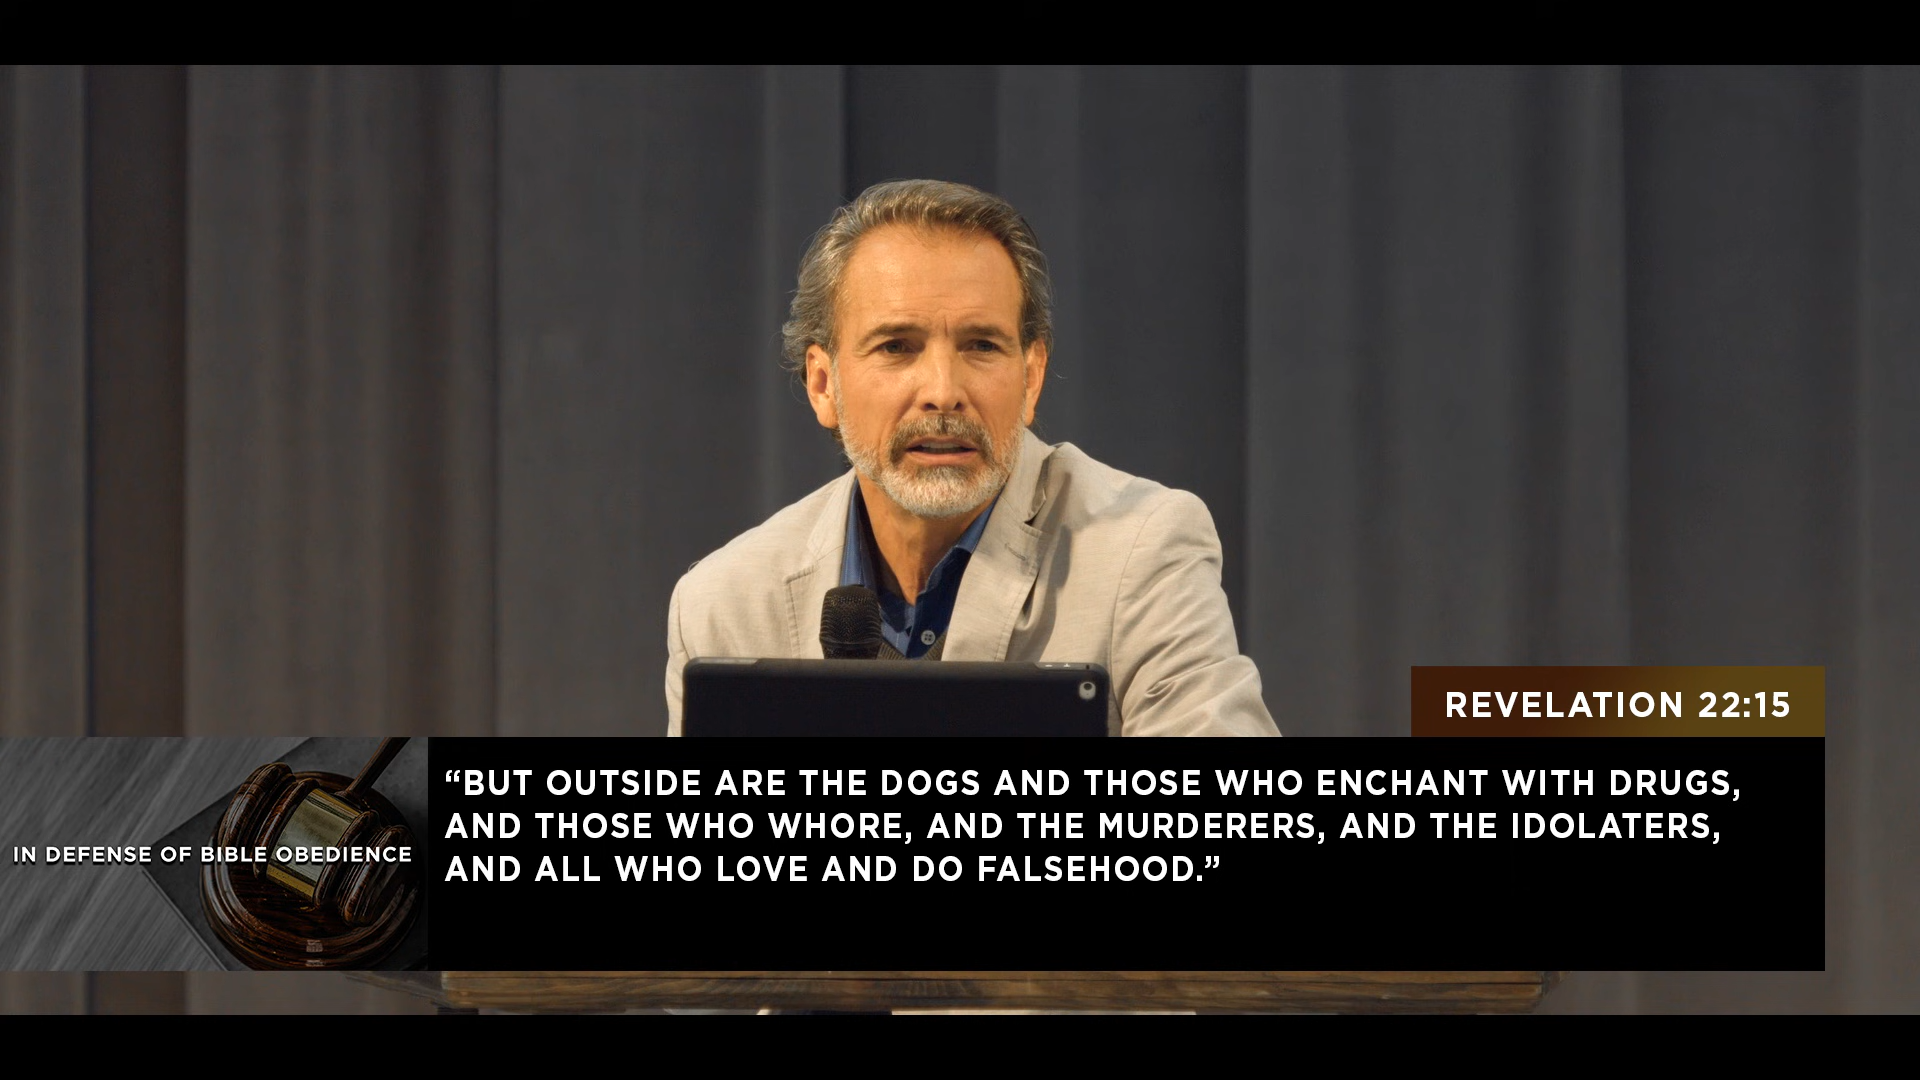 REVELATION 22:15
“BUT OUTSIDE ARE THE DOGS AND THOSE WHO ENCHANT WITH DRUGS,
AND THOSE WHO WHORE, AND THE MURDERERS, AND THE IDOLATERS,
AND ALL WHO LOVE AND DO FALSEHOOD.”
IN DEFENSE OF BIBLE OBEDIENCE